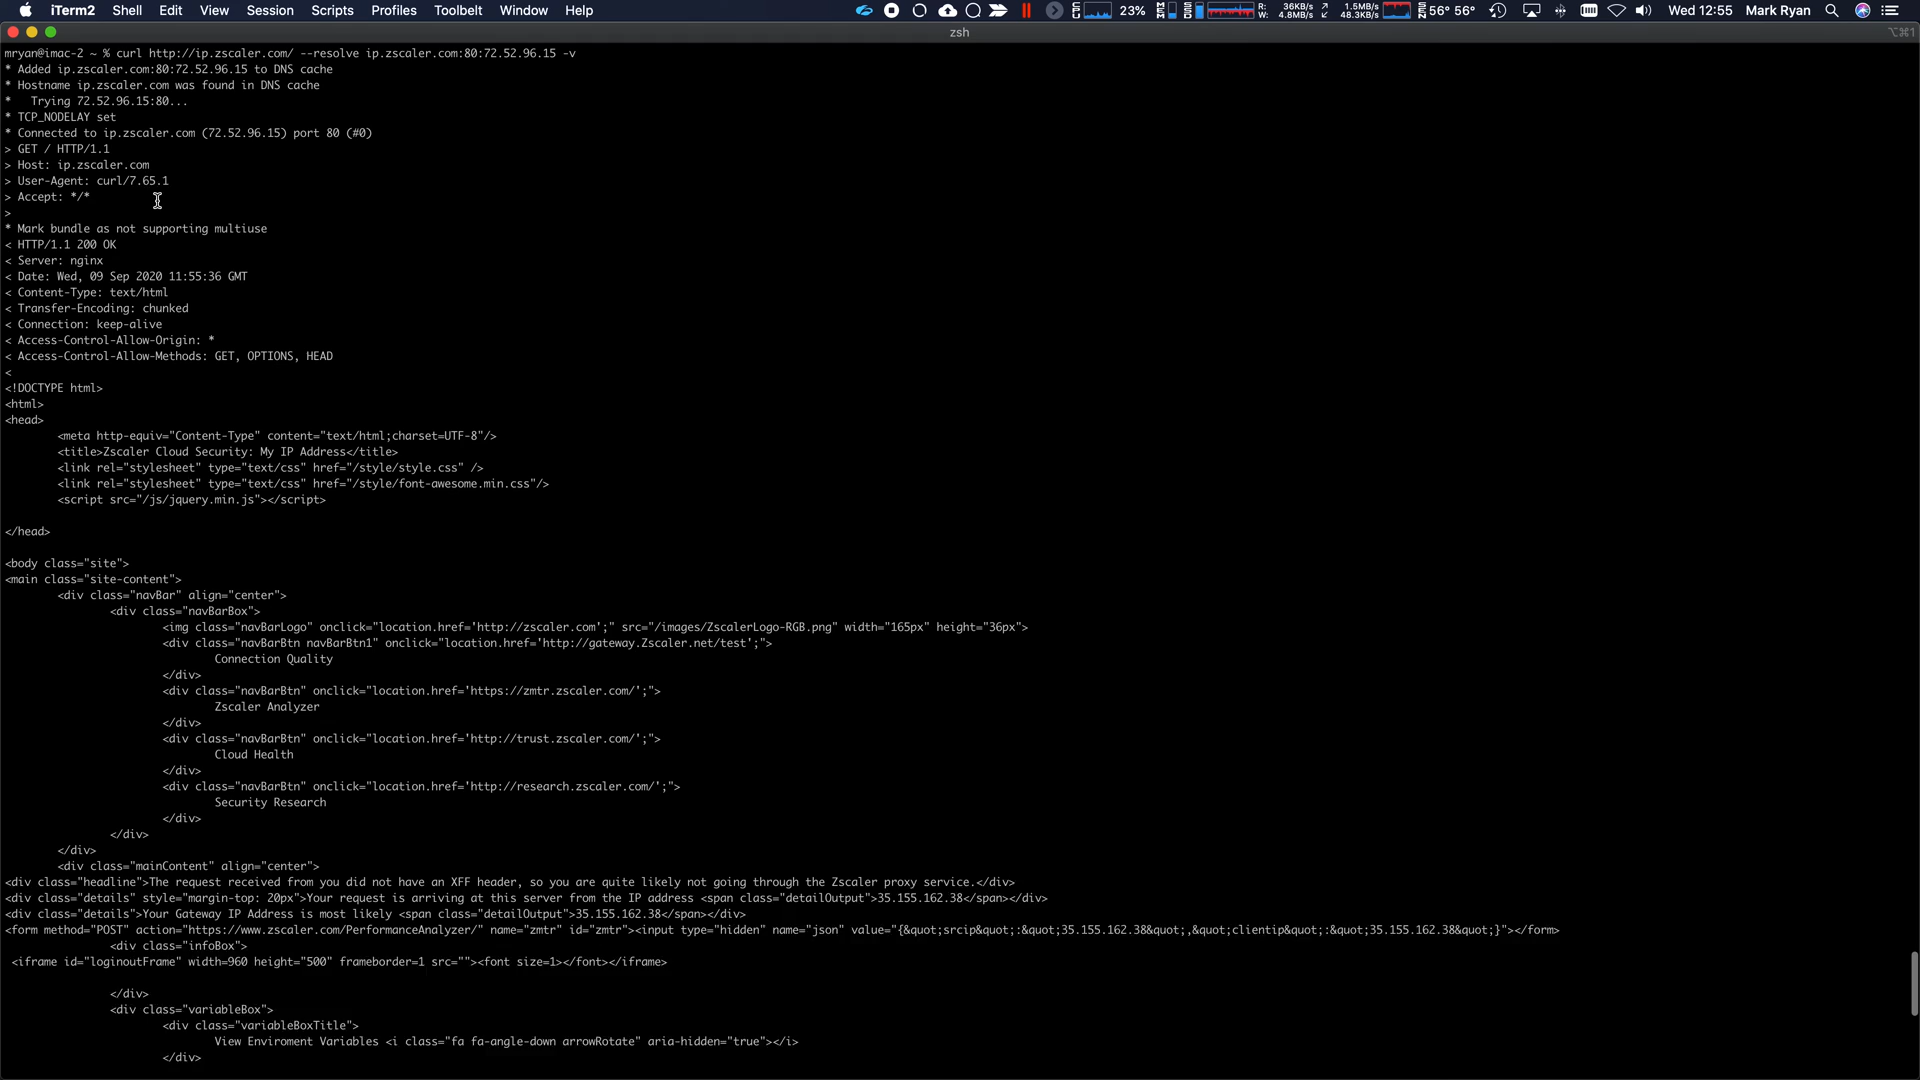 iTerm2 Shell Edit View Session Scripts Profiles Toolbelt Window Help 23% R: 36KB/s W: 4.8MB/s 1.5MB/s 48.3KB/s 56° 56° Wed 12:55 Mark Ryan
zsh ⌥⌘1
mryan@imac-2 ~ % curl http://ip.zscaler.com/ --resolve ip.zscaler.com:80:72.52.96.15 -v
* Added ip.zscaler.com:80:72.52.96.15 to DNS cache
* Hostname ip.zscaler.com was found in DNS cache
*   Trying 72.52.96.15:80...
* TCP_NODELAY set
* Connected to ip.zscaler.com (72.52.96.15) port 80 (#0)
> GET / HTTP/1.1
> Host: ip.zscaler.com
> User-Agent: curl/7.65.1
> Accept: */*
>
* Mark bundle as not supporting multiuse
< HTTP/1.1 200 OK
< Server: nginx
< Date: Wed, 09 Sep 2020 11:55:36 GMT
< Content-Type: text/html
< Transfer-Encoding: chunked
< Connection: keep-alive
< Access-Control-Allow-Origin: *
< Access-Control-Allow-Methods: GET, OPTIONS, HEAD
<
<!DOCTYPE html>
<html>
<head>
<meta http-equiv="Content-Type" content="text/html;charset=UTF-8"/>
<title>Zscaler Cloud Security: My IP Address</title>
<link rel="stylesheet" type="text/css" href="/style/style.css" />
<link rel="stylesheet" type="text/css" href="/style/font-awesome.min.css"/>
<script src="/js/jquery.min.js"></script>
</head>
<body class="site">
<main class="site-content">
<div class="navBar" align="center">
<div class="navBarBox">
<img class="navBarLogo" onclick="location.href='http://zscaler.com';" src="/images/ZscalerLogo-RGB.png" width="165px" height="36px">
<div class="navBarBtn navBarBtn1" onclick="location.href='http://gateway.Zscaler.net/test';">
Connection Quality
</div>
<div class="navBarBtn" onclick="location.href='https://zmtr.zscaler.com/';">
Zscaler Analyzer
</div>
<div class="navBarBtn" onclick="location.href='http://trust.zscaler.com/';">
Cloud Health
</div>
<div class="navBarBtn" onclick="location.href='http://research.zscaler.com/';">
Security Research
</div>
</div>
</div>
<div class="mainContent" align="center">
<div class="headline">The request received from you did not have an XFF header, so you are quite likely not going through the Zscaler proxy service.</div>
<div class="details" style="margin-top: 20px">Your request is arriving at this server from the IP address <span class="detailOutput">35.155.162.38</span></div>
<div class="details">Your Gateway IP Address is most likely <span class="detailOutput">35.155.162.38</span></div>
<form method="POST" action="https://www.zscaler.com/PerformanceAnalyzer/" name="zmtr" id="zmtr"><input type="hidden" name="json" value="{&quot;srcip&quot;:&quot;35.155.162.38&quot;,&quot;clientip&quot;:&quot;35.155.162.38&quot;}"></form>
<div class="infoBox">
<iframe id="loginoutFrame" width=960 height="500" frameborder=1 src=""><font size=1></font></iframe>
</div>
<div class="variableBox">
<div class="variableBoxTitle">
View Enviroment Variables <i class="fa fa-angle-down arrowRotate" aria-hidden="true"></i>
</div>